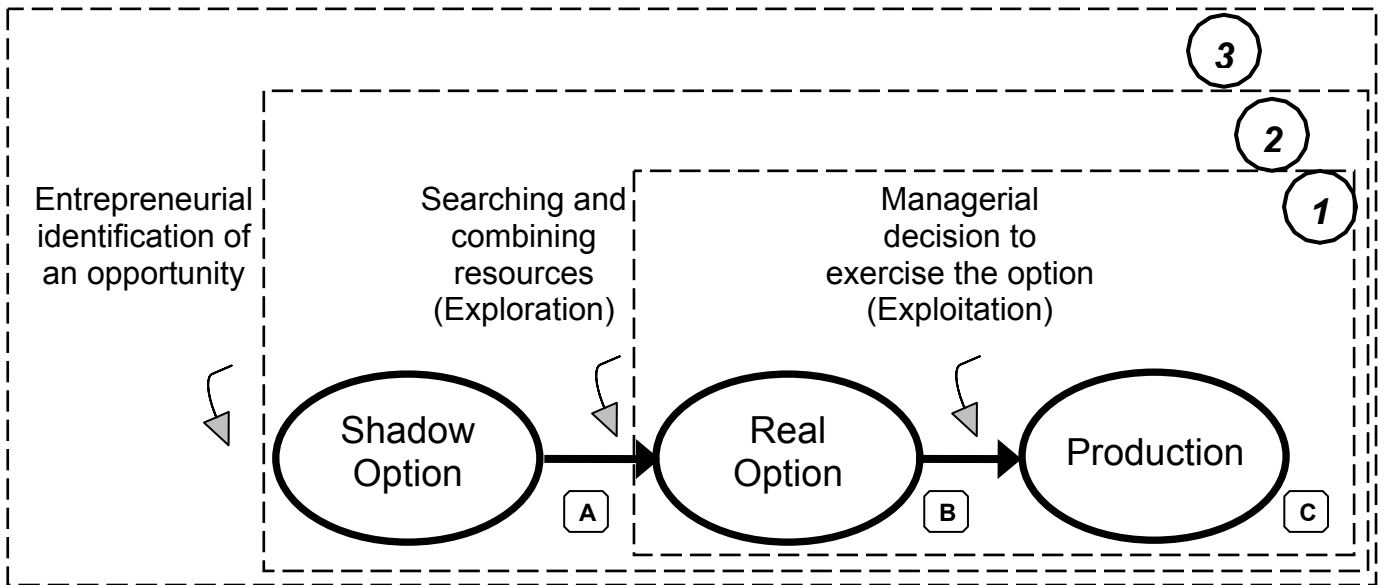 3
2
1
Entrepreneurial
identification of
an opportunity
Searching and
combining
resources
(Exploration)
Managerial
decision to
exercise the option
(Exploitation)
Shadow
Option
Real
Option
Production
A
B
C